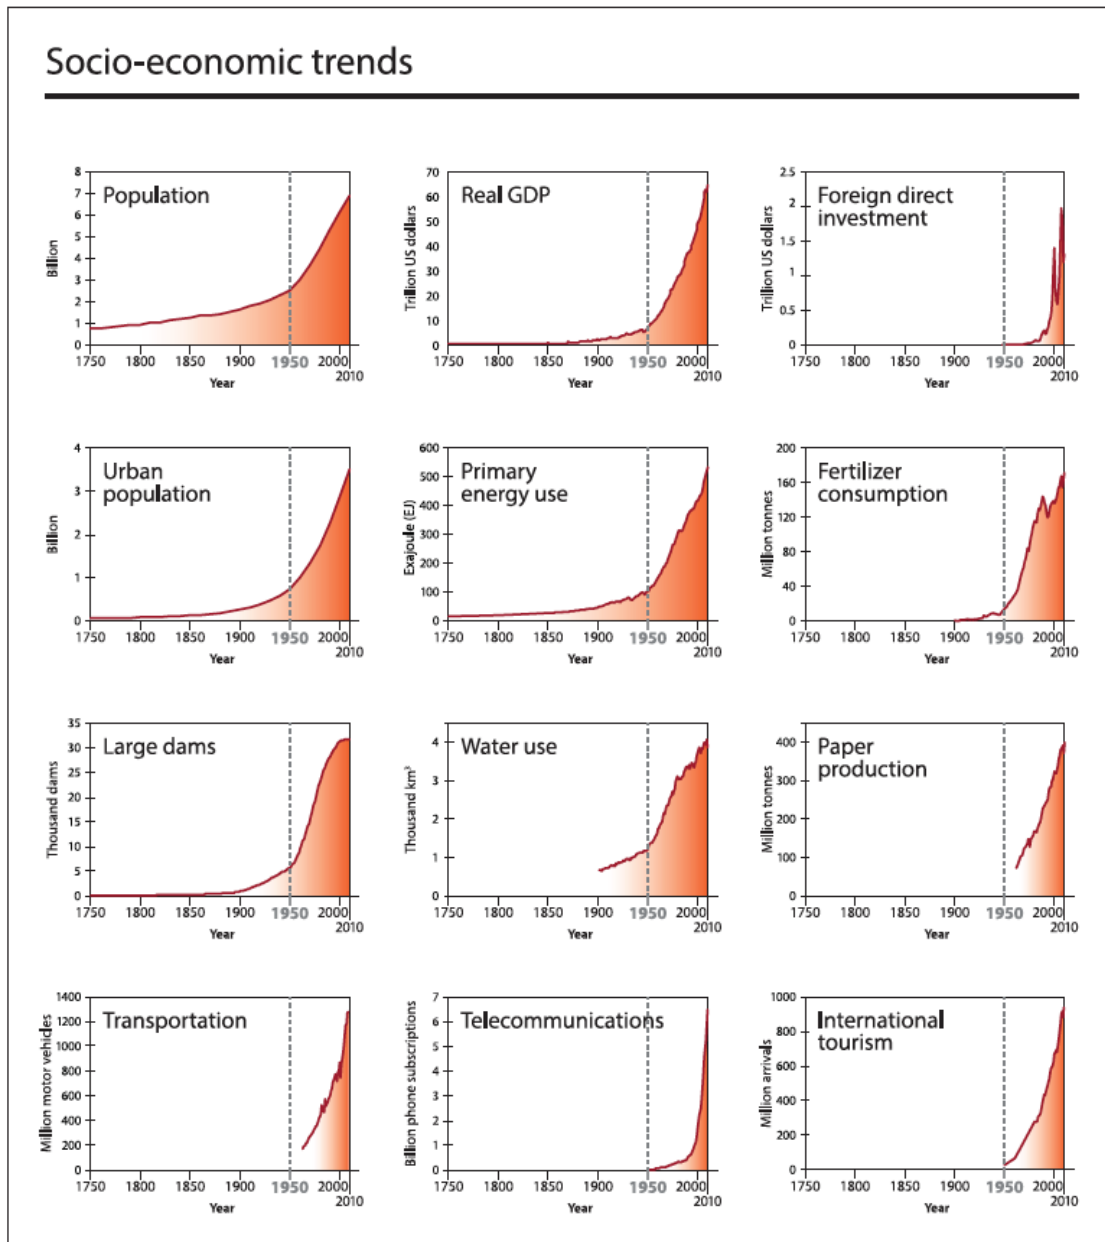 Socio-economic trends
Population
Billion
8
7
6
5
4
3
2
1
0
1750 1800 1850 1900 1950 2000
2010
Year
Real GDP
Trillion US dollars
70
60
50
40
30
20
10
0
1750 1800 1850 1900 1950 2000
2010
Year
Foreign direct
investment
Trillion US dollars
2.5
2
1.5
1
0.5
0
1750 1800 1850 1900 1950 2000
2010
Year
Urban
population
Billion
4
3
2
1
0
1750 1800 1850 1900 1950 2000
2010
Year
Primary
energy use
Exajoule (EJ)
600
500
400
300
200
100
0
1750 1800 1850 1900 1950 2000
2010
Year
Fertilizer
consumption
Million tonnes
200
160
120
80
40
0
1750 1800 1850 1900 1950 2000
2010
Year
Large dams
Thousand dams
35
30
25
20
15
10
5
0
1750 1800 1850 1900 1950 2000
2010
Year
Water use
Thousand km³
4
3
2
1
0
1750 1800 1850 1900 1950 2000
2010
Year
Paper
production
Million tonnes
400
300
200
100
0
1750 1800 1850 1900 1950 2000
2010
Year
Transportation
Million motor vehicles
1400
1200
1000
800
600
400
200
0
1750 1800 1850 1900 1950 2000
2010
Year
Telecommunications
Billion phone subscriptions
7
6
5
4
3
2
1
0
1750 1800 1850 1900 1950 2000
2010
Year
International
tourism
Million arrivals
1000
800
600
400
200
0
1750 1800 1850 1900 1950 2000
2010
Year